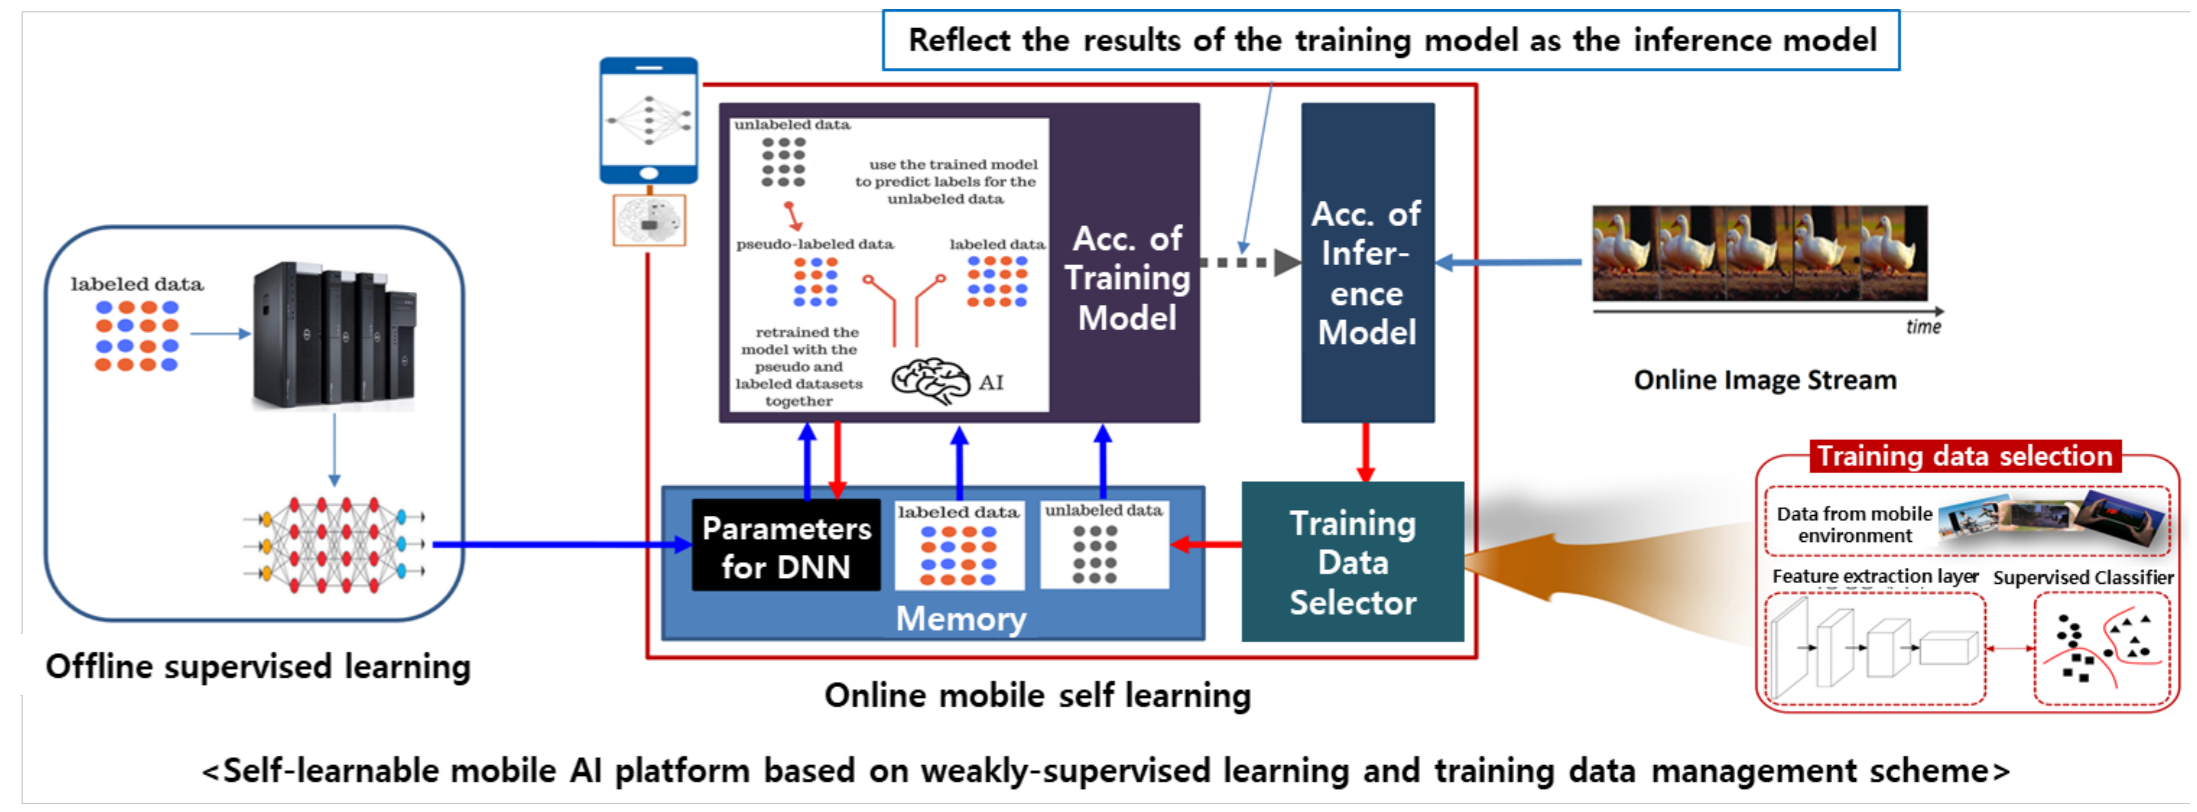 Reflect the results of the training model as the inference model
unlabeled data
use the trained model
to predict labels for the
unlabeled data
pseudo-labeled data
labeled data
retrained the
model with the
pseudo and
labeled datasets
together
AI
Acc. of
Training
Model
Acc. of
Infer-
ence
Model
time
Online Image Stream
labeled data
Offline supervised learning
Parameters
for DNN
labeled data
unlabeled data
Memory
Training
Data
Selector
Online mobile self learning
Training data selection
Data from mobile
environment
Feature extraction layer
Supervised Classifier
<Self-learnable mobile AI platform based on weakly-supervised learning and training data management scheme>